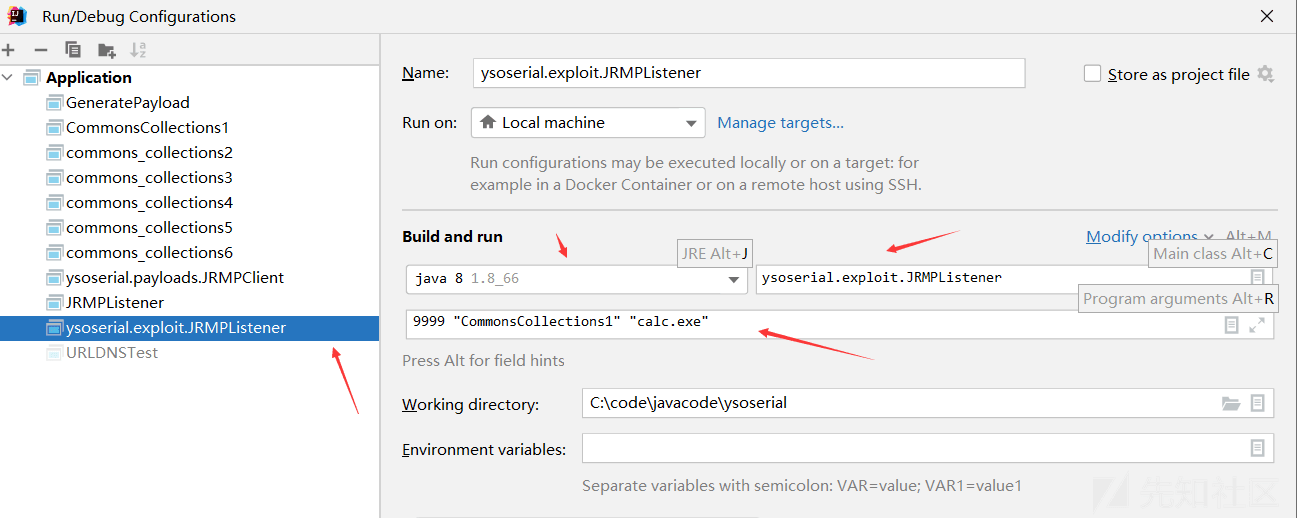 Run/Debug Configurations
Application
GeneratePayload
CommonsCollections1
commons_collections2
commons_collections3
commons_collections4
commons_collections5
commons_collections6
ysoserial.payloads.JRMPClient
JRMPListener
ysoserial.exploit.JRMPListener
URLDNSTest
Name: ysoserial.exploit.JRMPListener Store as project file
Run on: Local machine Manage targets...
Run configurations may be executed locally or on a target: for
example in a Docker Container or on a remote host using SSH.
Build and run Modify options Alt+M
JRE Alt+J Main class Alt+C
java 8 1.8_66 ysoserial.exploit.JRMPListener
Program arguments Alt+R
9999 "CommonsCollections1" "calc.exe"
Press Alt for field hints
Working directory: C:\code\javacode\ysoserial
Environment variables:
Separate variables with semicolon: VAR=value; VAR1=value1
先知社区